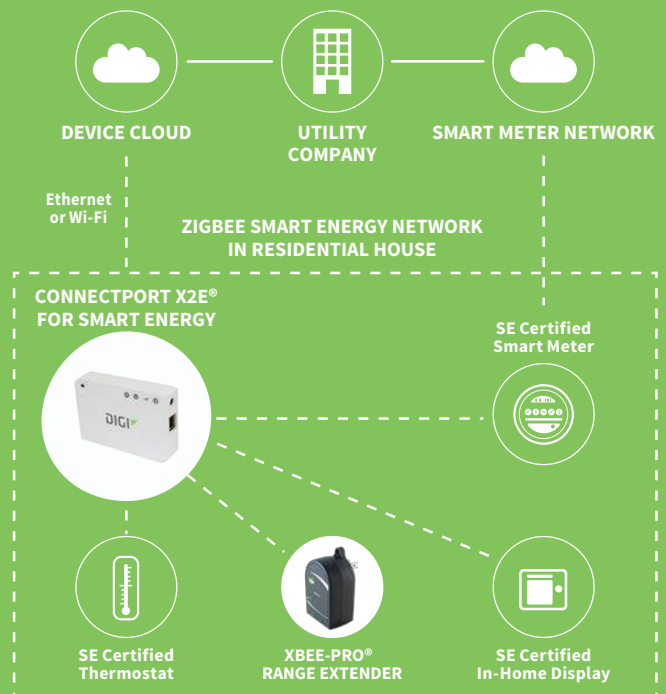 DEVICE CLOUD
UTILITY
COMPANY
SMART METER NETWORK
Ethernet
or Wi-Fi
ZIGBEE SMART ENERGY NETWORK
IN RESIDENTIAL HOUSE
CONNECTPORT X2E®
FOR SMART ENERGY
DIGI
SE Certified
Smart Meter
SE Certified
Thermostat
XBEE-PRO®
RANGE EXTENDER
SE Certified
In-Home Display